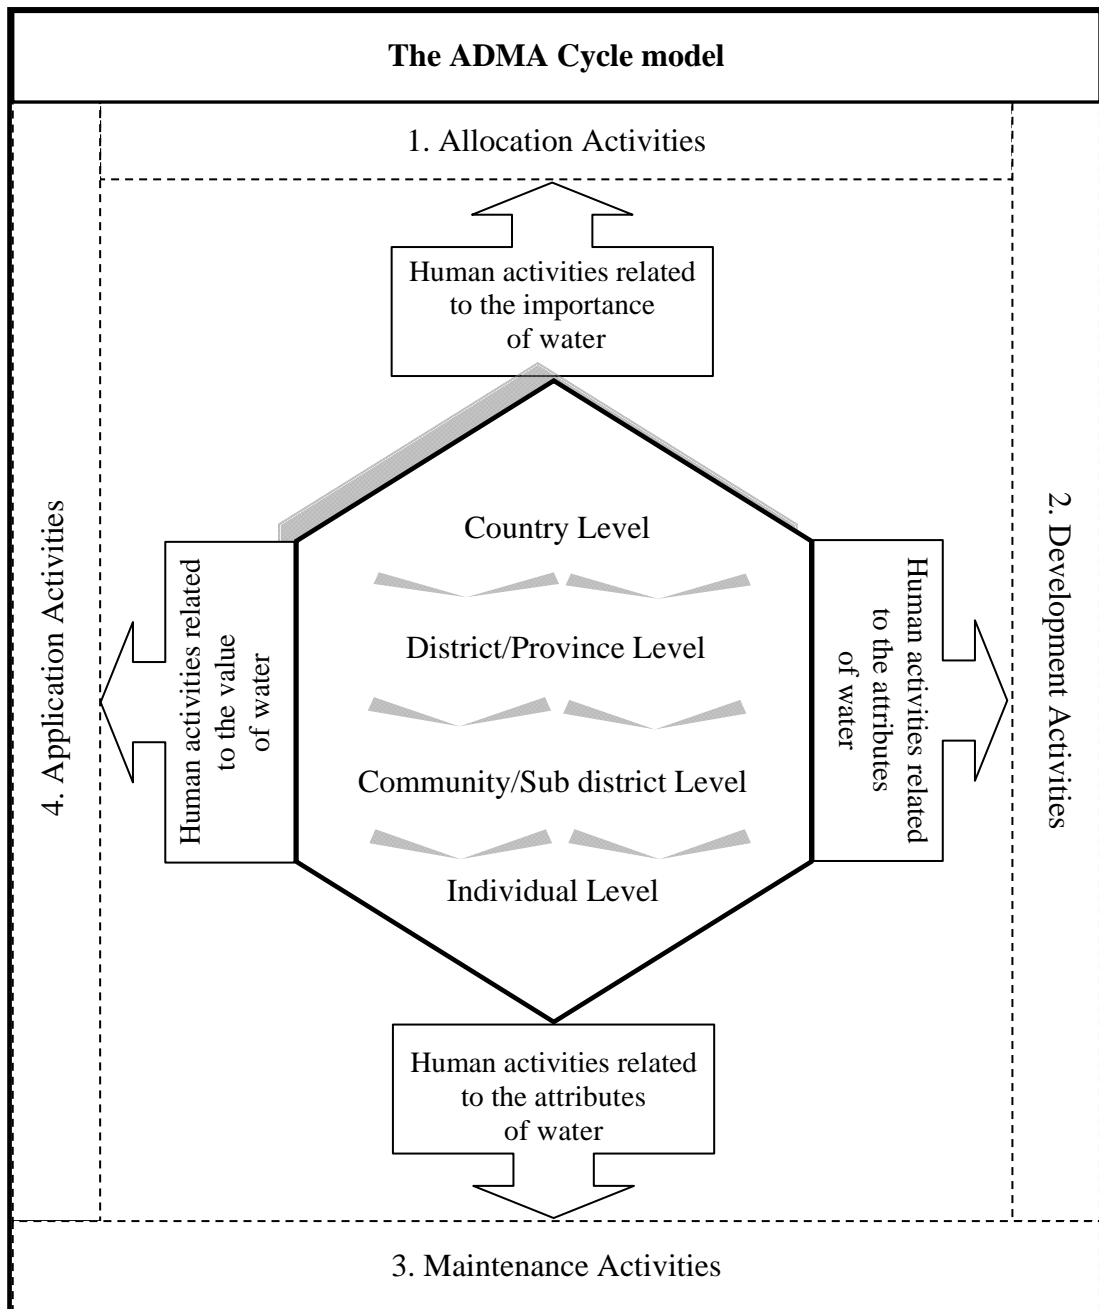 The ADMA Cycle model
1. Allocation Activities
Human activities related
to the importance
of water
4. Application Activities
Human activities related
to the value
of water
Country Level
District/Province Level
Community/Sub district Level
Individual Level
Human activities related
to the attributes
of water
2. Development Activities
Human activities related
to the attributes
of water
3. Maintenance Activities